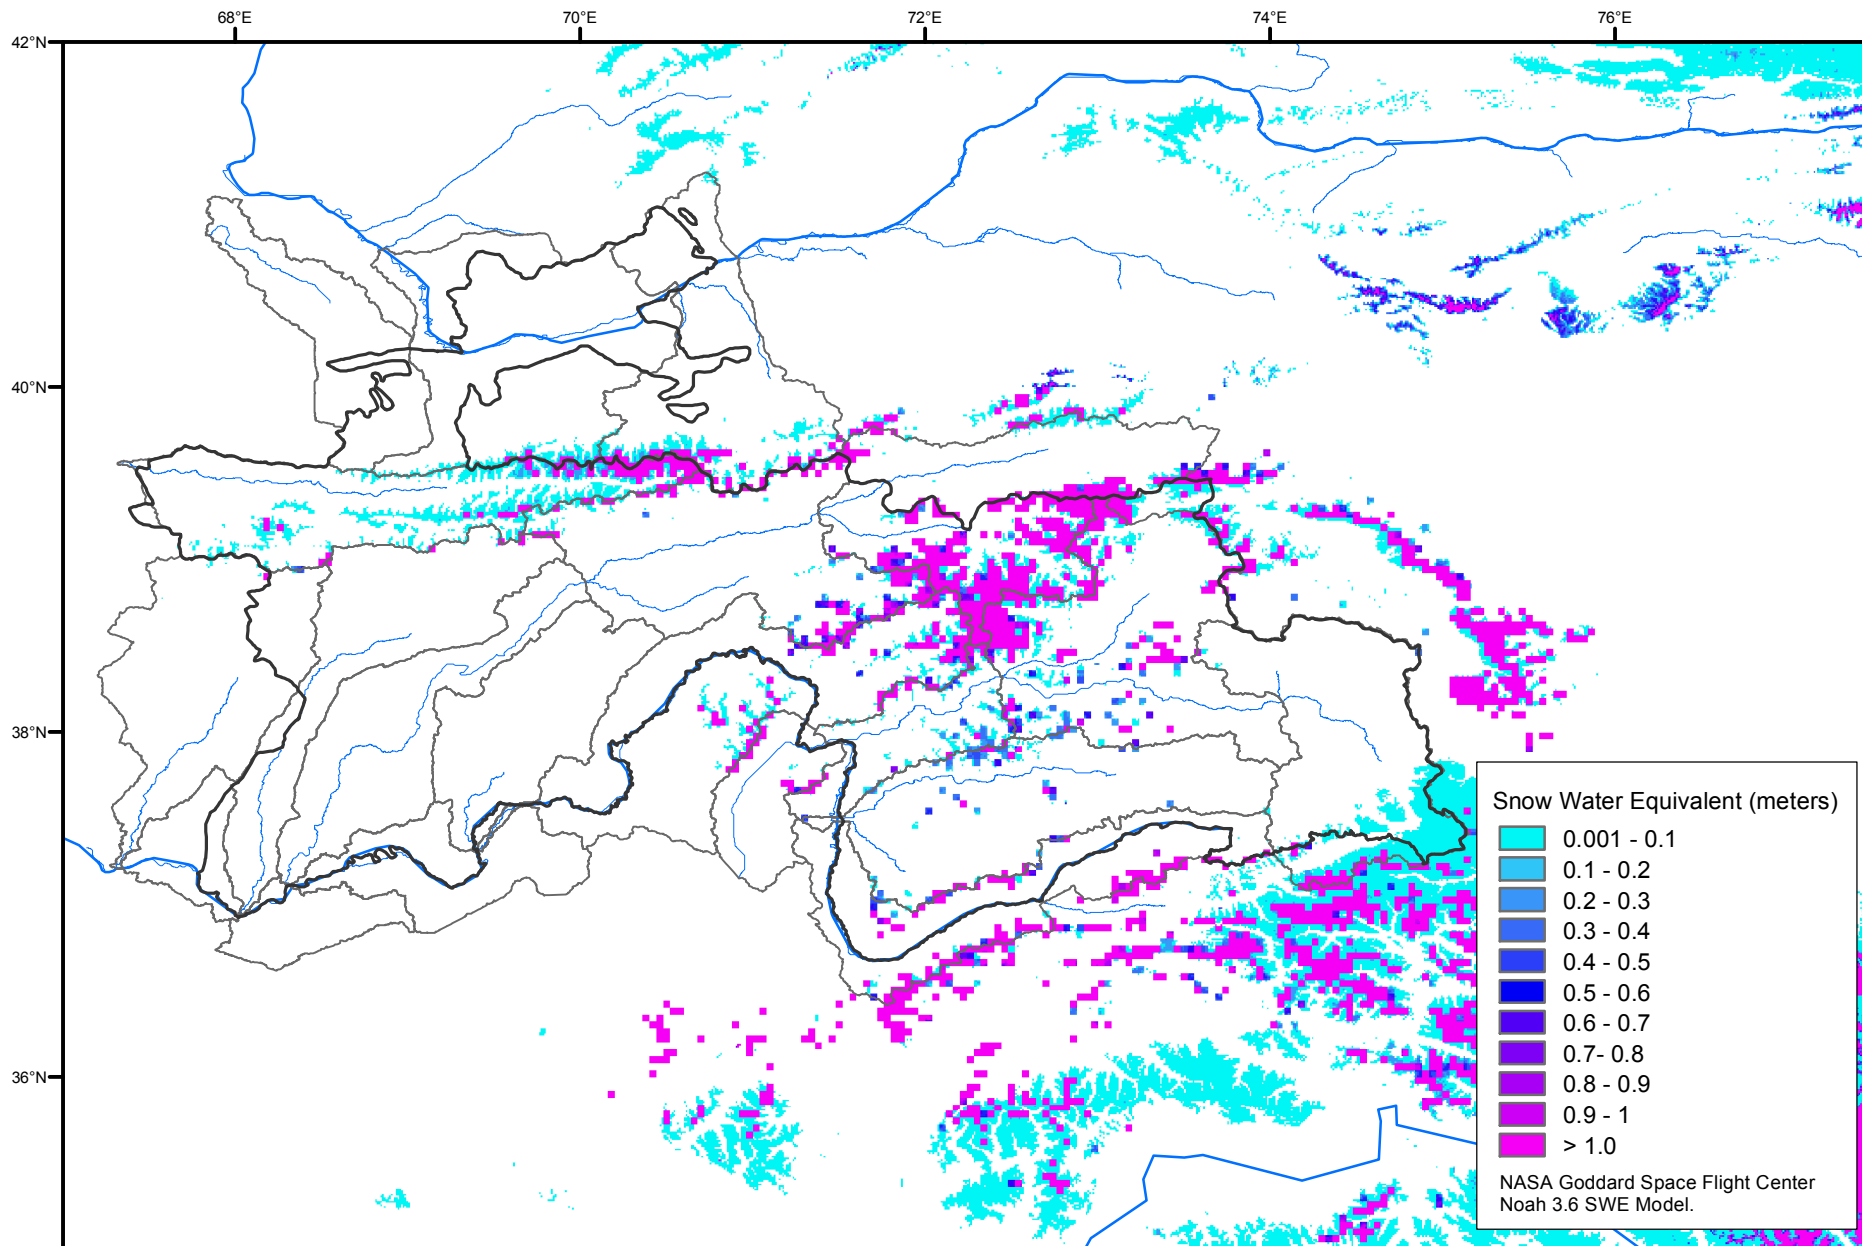 68°E 70°E 72°E 74°E 76°E
42°N
40°N
38°N
36°N
Snow Water Equivalent (meters)
0.001 - 0.1
0.1 - 0.2
0.2 - 0.3
0.3 - 0.4
0.4 - 0.5
0.5 - 0.6
0.6 - 0.7
0.7- 0.8
0.8 - 0.9
0.9 - 1
> 1.0
NASA Goddard Space Flight Center
Noah 3.6 SWE Model.